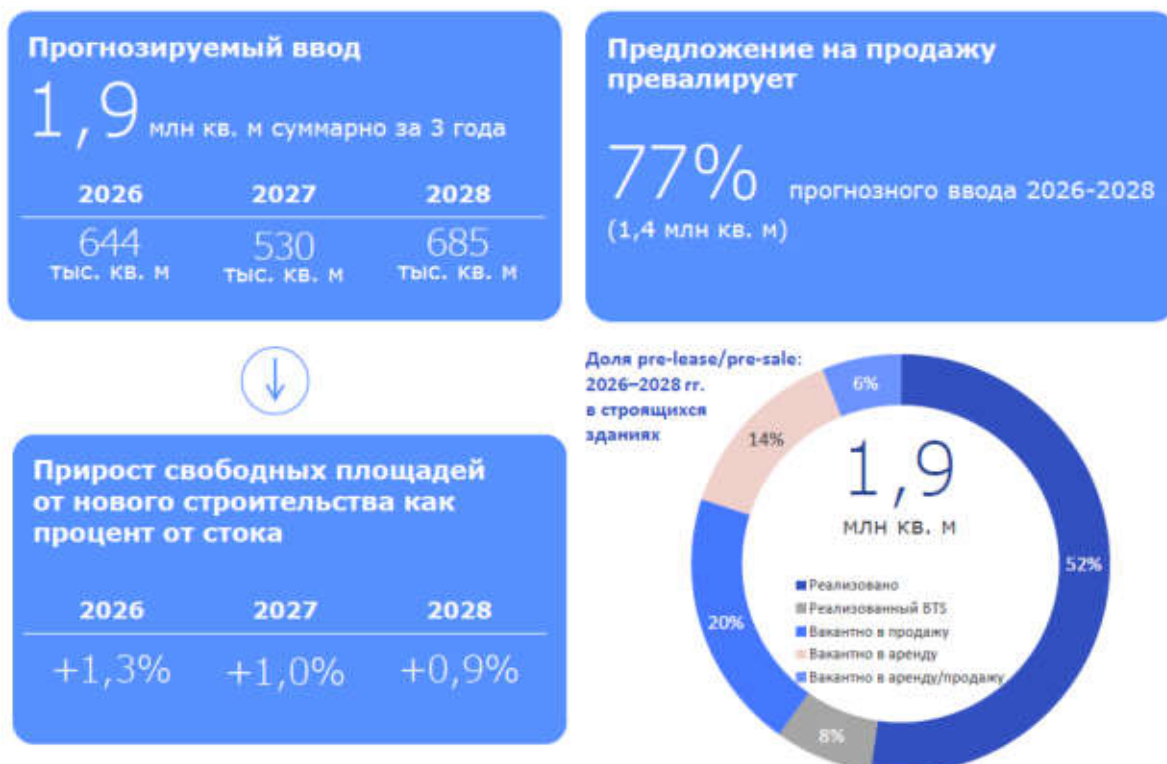 Прогнозируемый ввод
1,9 млн кв. м суммарно за 3 года
2026 2027 2028
644 530 685
тыс. кв. м тыс. кв. м тыс. кв. м
Предложение на продажу
превалирует
77% прогнозного ввода 2026-2028
(1,4 млн кв. м)
Прирост свободных площадей
от нового строительства как
процент от стока
2026 2027 2028
+1,3% +1,0% +0,9%
Доля pre-lease/pre-sale:
2026–2028 гг.
в строящихся
зданиях
6%
14%
1,9
млн кв. м
52%
Реализовано
Реализованный BTS
Вакантно в продажу
20%
Вакантно в аренду
Вакантно в аренду/продажу
8%